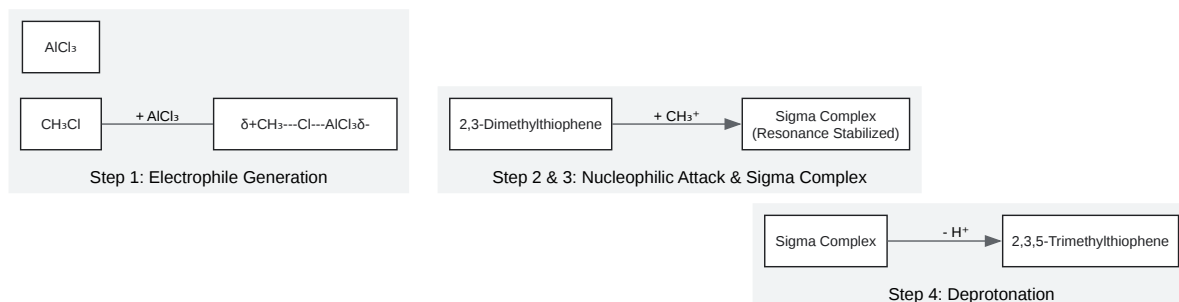 AlCl₃
CH₃Cl
+ AlCl₃
δ+CH₃---Cl---AlCl₃δ-
Step 1: Electrophile Generation
2,3-Dimethylthiophene
+ CH₃⁺
Sigma Complex
(Resonance Stabilized)
Step 2 & 3: Nucleophilic Attack & Sigma Complex
Sigma Complex
- H⁺
2,3,5-Trimethylthiophene
Step 4: Deprotonation